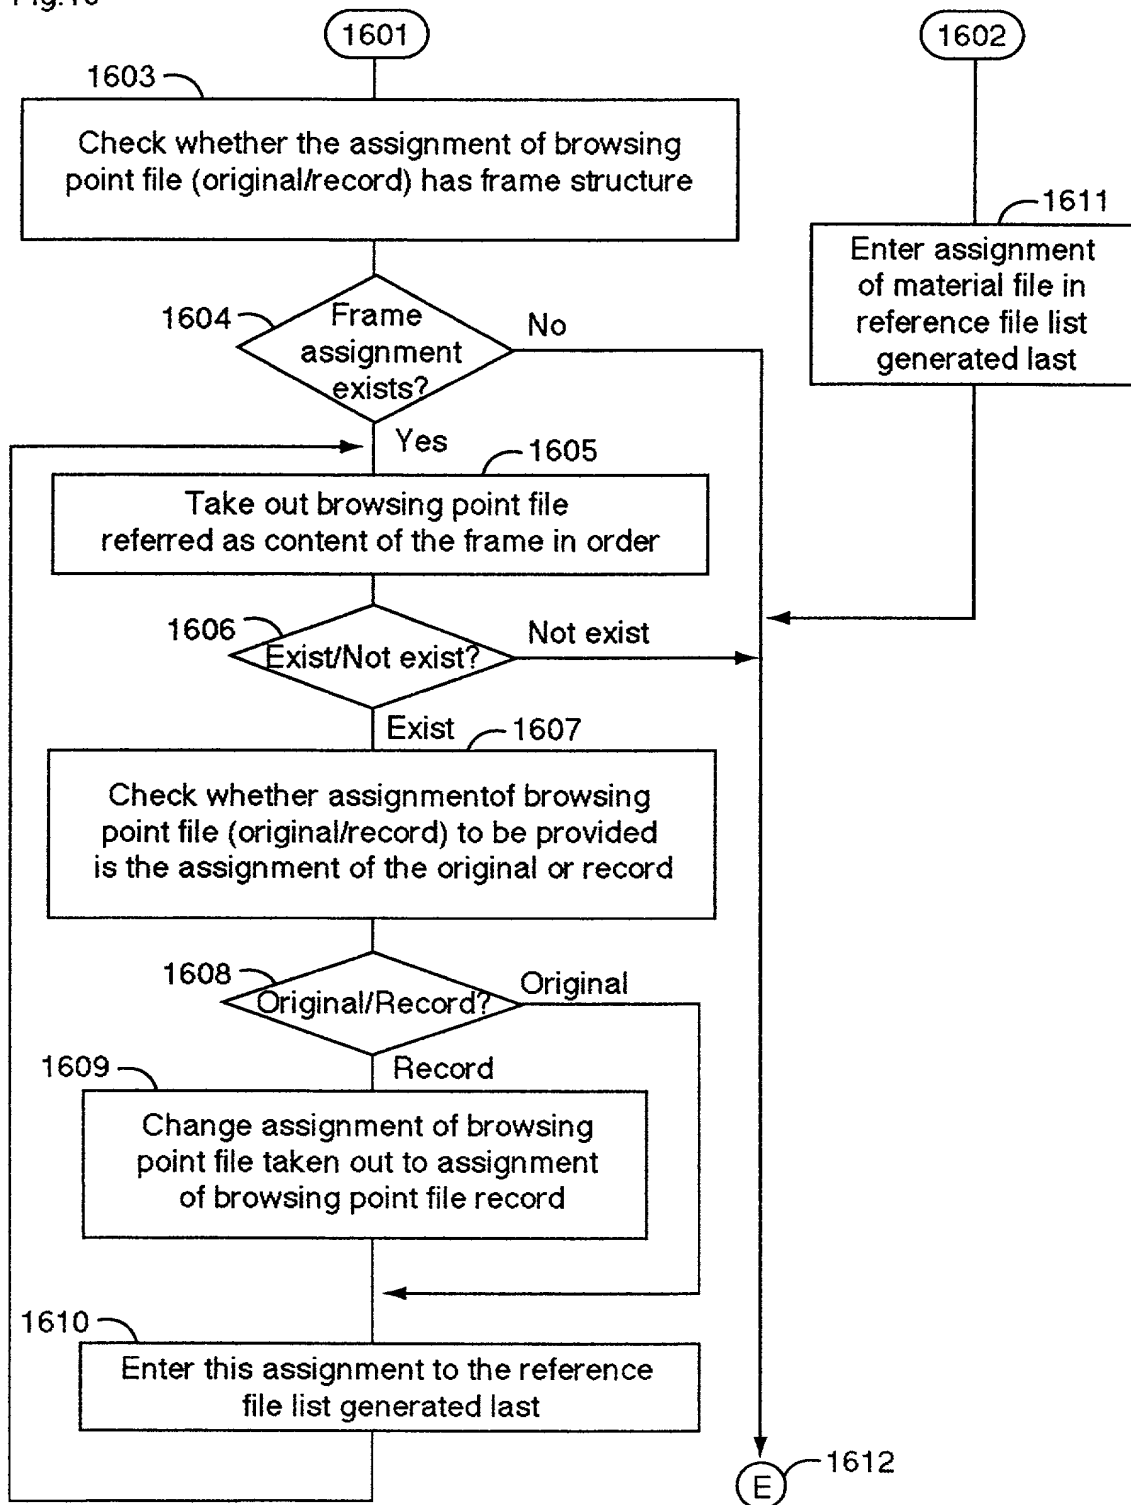 1601
1602
1603
Check whether the assignment of browsing
point file (original/record) has frame structure
1611
Enter assignment
of material file in
reference file list
generated last
1604
Frame
assignment
exists?
No
Yes
1605
Take out browsing point file
referred as content of the frame in order
1606
Exist/Not exist?
Not exist
Exist
1607
Check whether assignmentof browsing
point file (original/record) to be provided
is the assignment of the original or record
1608
Original/Record?
Original
Record
1609
Change assignment of browsing
point file taken out to assignment
of browsing point file record
1610
Enter this assignment to the reference
file list generated last
E
1612